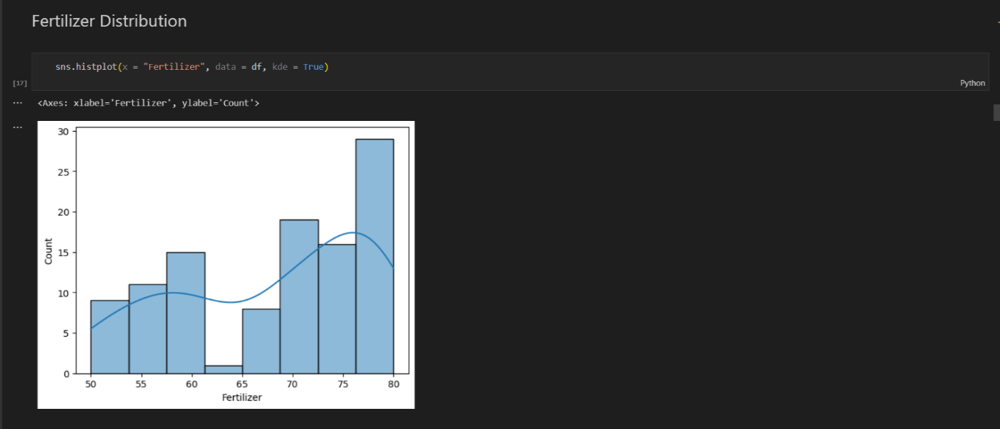 Fertilizer Distribution
sns.histplot(x = "Fertilizer", data = df, kde = True)
[17]
Python
... <Axes: xlabel='Fertilizer', ylabel='Count'>
...
30
25
20
15
10
5
0
Count
50 55 60 65 70 75 80
Fertilizer